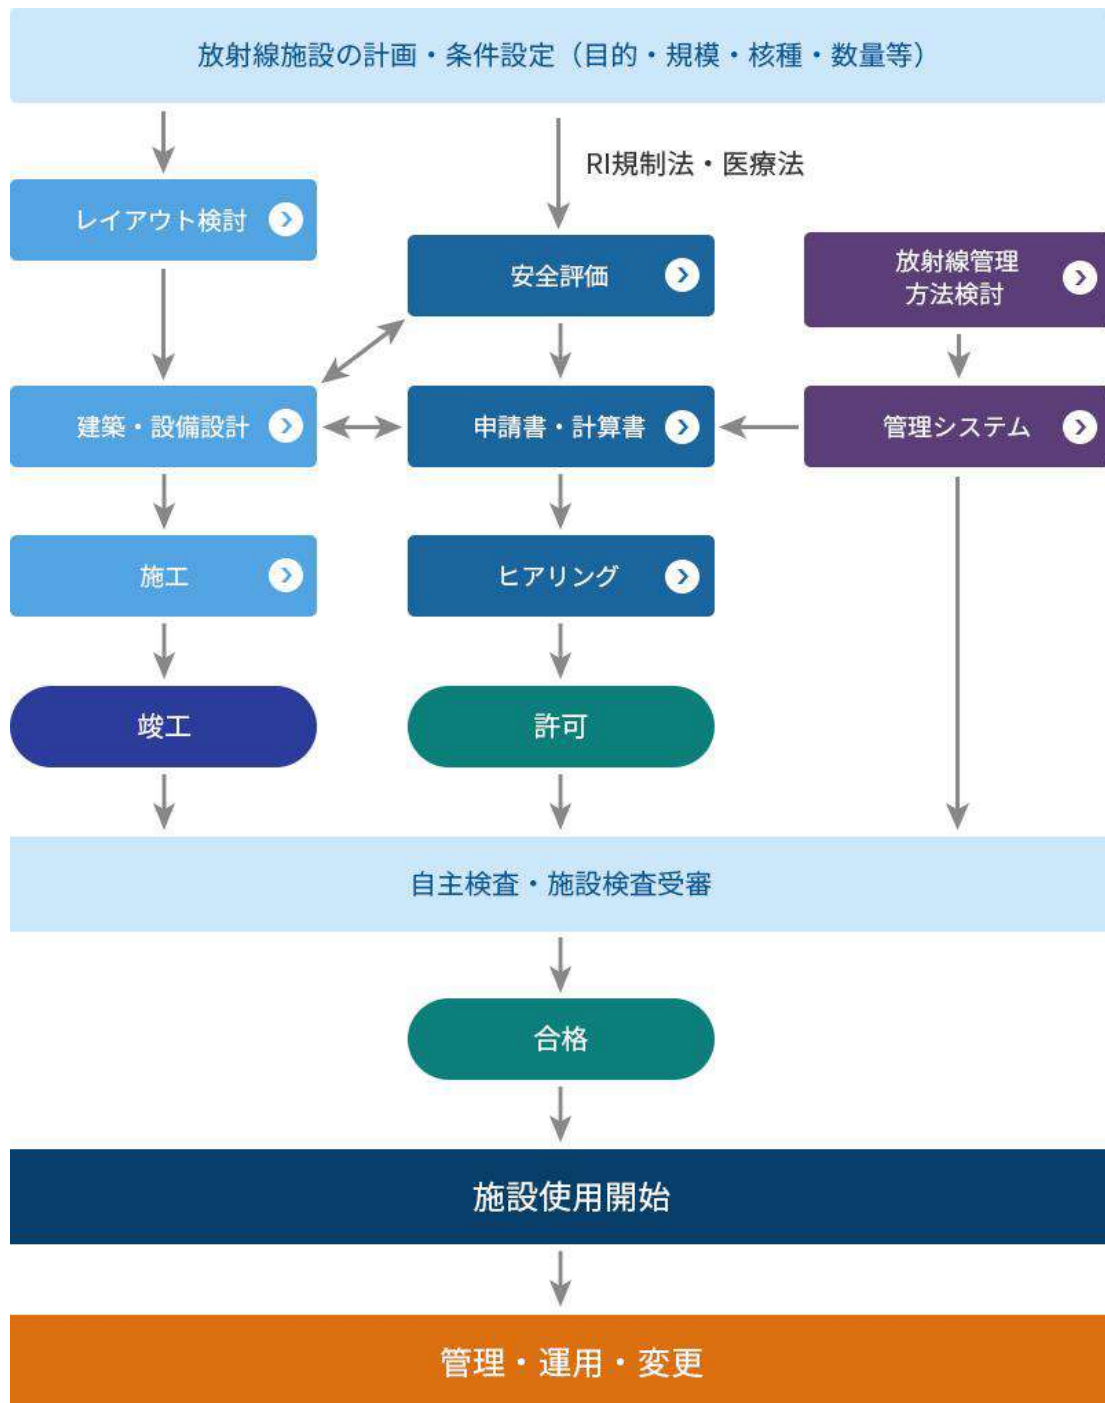 放射線施設の計画・条件設定（目的・規模・核種・数量等）
RI規制法・医療法
レイアウト検討
安全評価
放射線管理
方法検討
建築・設備設計
申請書・計算書
管理システム
施工
ヒアリング
竣工
許可
自主検査・施設検査受審
合格
施設使用開始
管理・運用・変更